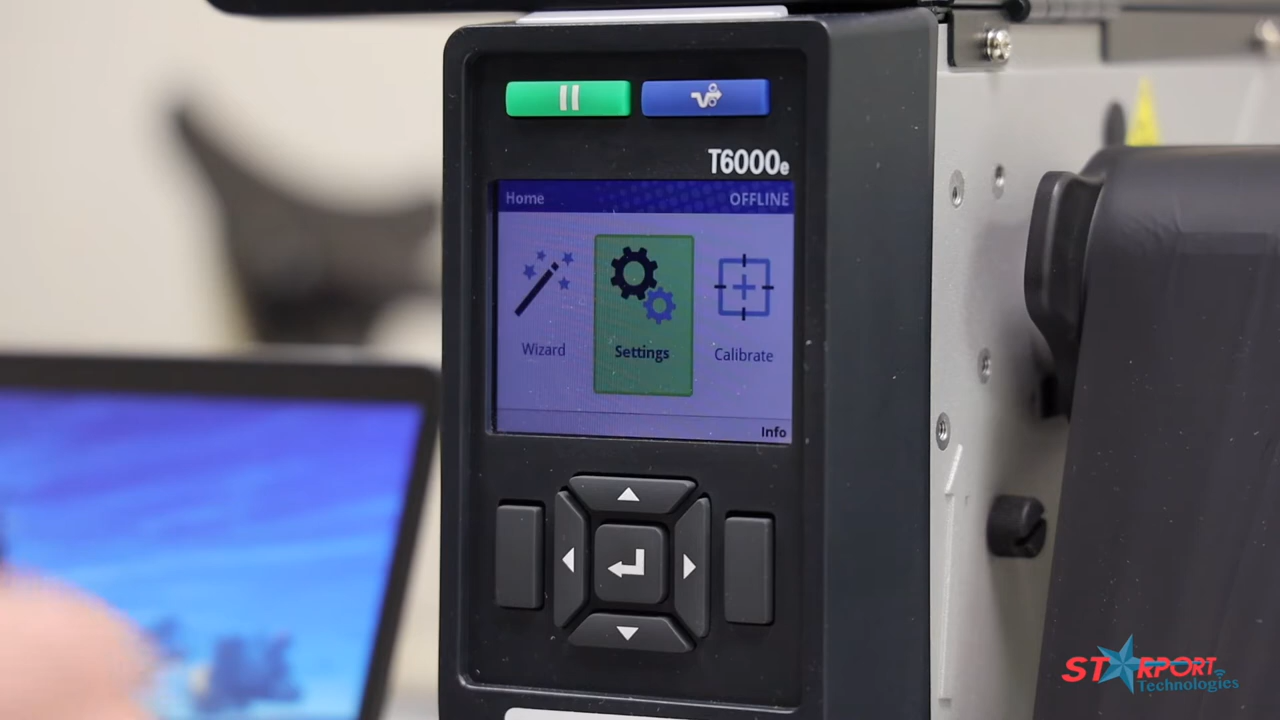 T6000e
Home OFFLINE
Wizard Settings Calibrate
Info
STARPORT
Technologies